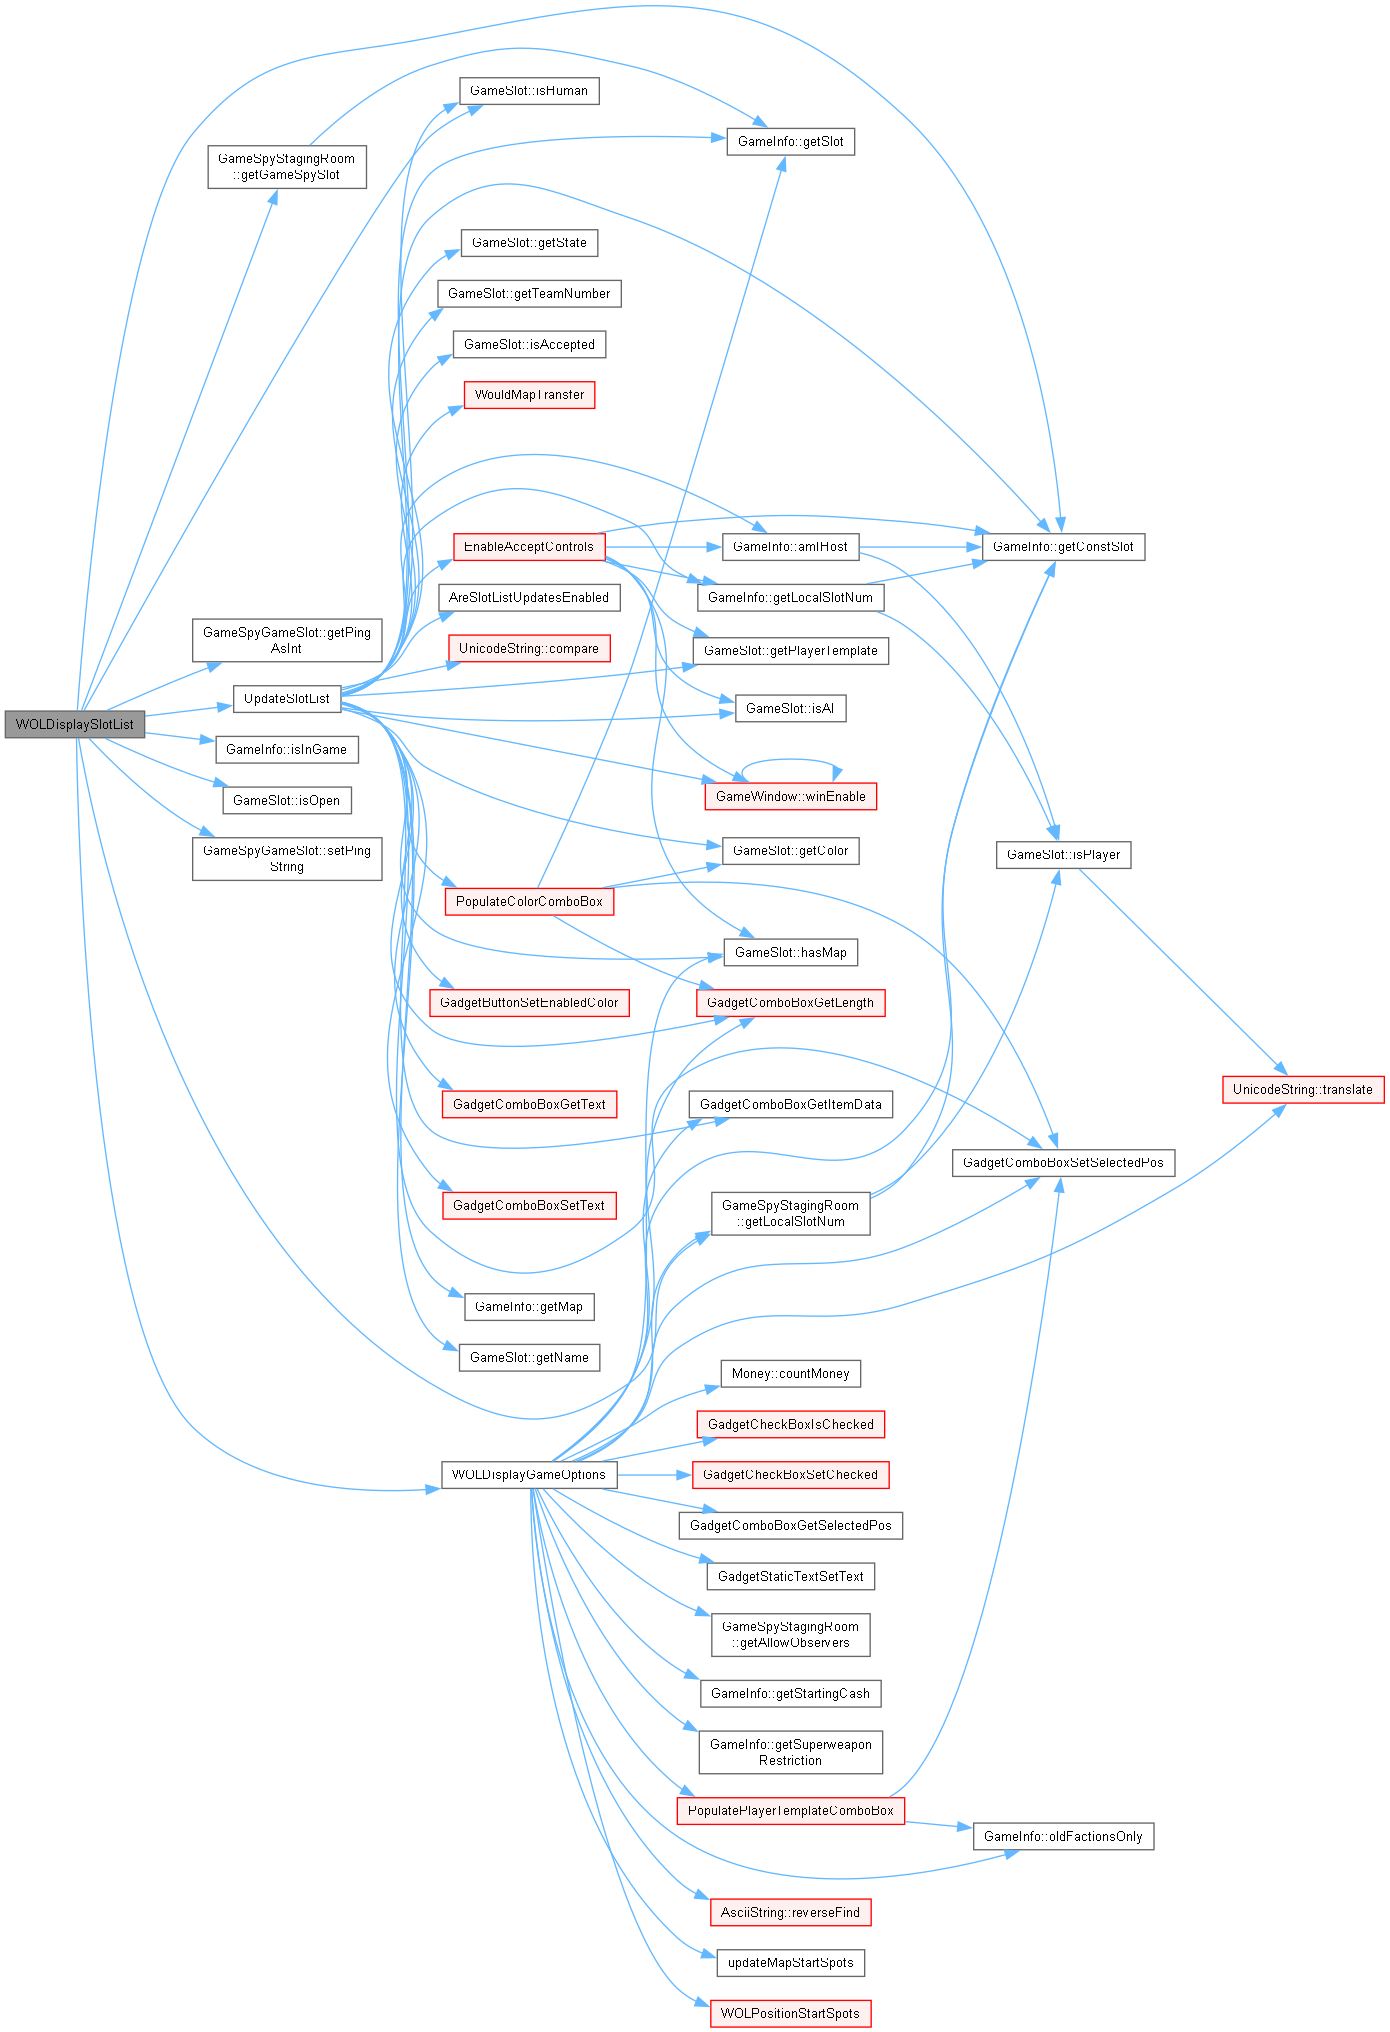 GameSlot::isHuman
GameInfo::getSlot
GameSpyStagingRoom
::getGameSpySlot
GameSlot::getState
GameSlot::getTeamNumber
GameSlot::isAccepted
WouldMapTransfer
EnableAcceptControls
GameInfo::amIHost
GameInfo::getConstSlot
AreSlotListUpdatesEnabled
GameInfo::getLocalSlotNum
GameSpyGameSlot::getPing
AsInt
UnicodeString::compare
GameSlot::getPlayerTemplate
UpdateSlotList
GameSlot::isAI
WOLDisplaySlotList
GameInfo::isInGame
GameSlot::isOpen
GameWindow::winEnable
GameSpyGameSlot::setPing
String
GameSlot::getColor
GameSlot::isPlayer
PopulateColorComboBox
GameSlot::hasMap
GadgetButtonSetEnabledColor
GadgetComboBoxGetLength
UnicodeString::translate
GadgetComboBoxGetText
GadgetComboBoxGetItemData
GadgetComboBoxSetSelectedPos
GadgetComboBoxSetText
GameSpyStagingRoom
::getLocalSlotNum
GameInfo::getMap
GameSlot::getName
Money::countMoney
GadgetCheckBoxIsChecked
WOLDisplayGameOptions
GadgetCheckBoxSetChecked
GadgetComboBoxGetSelectedPos
GadgetStaticTextSetText
GameSpyStagingRoom
::getAllowObservers
GameInfo::getStartingCash
GameInfo::getSuperweapon
Restriction
PopulatePlayerTemplateComboBox
GameInfo::oldFactionsOnly
AsciiString::reverseFind
updateMapStartSpots
WOLPositionStartSpots